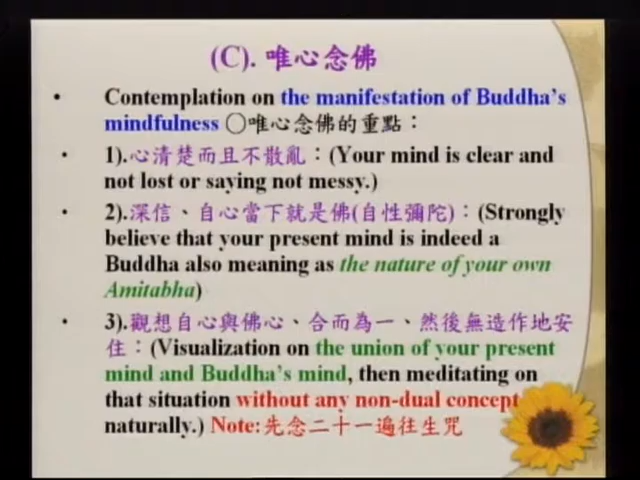 (C). 唯心念佛
• Contemplation on the manifestation of Buddha's
mindfulness 〇唯心念佛的重點：
• 1).心清楚而且不散亂：(Your mind is clear and
not lost or saying not messy.)
• 2).深信、自心當下就是佛(自性彌陀)：(Strongly
believe that your present mind is indeed a
Buddha also meaning as the nature of your own
Amitabha)
• 3).觀想自心與佛心、合而為一、然後無造作地安
住：(Visualization on the union of your present
mind and Buddha's mind, then meditating on
that situation without any non-dual concept
naturally.) Note:先念二十一遍往生咒